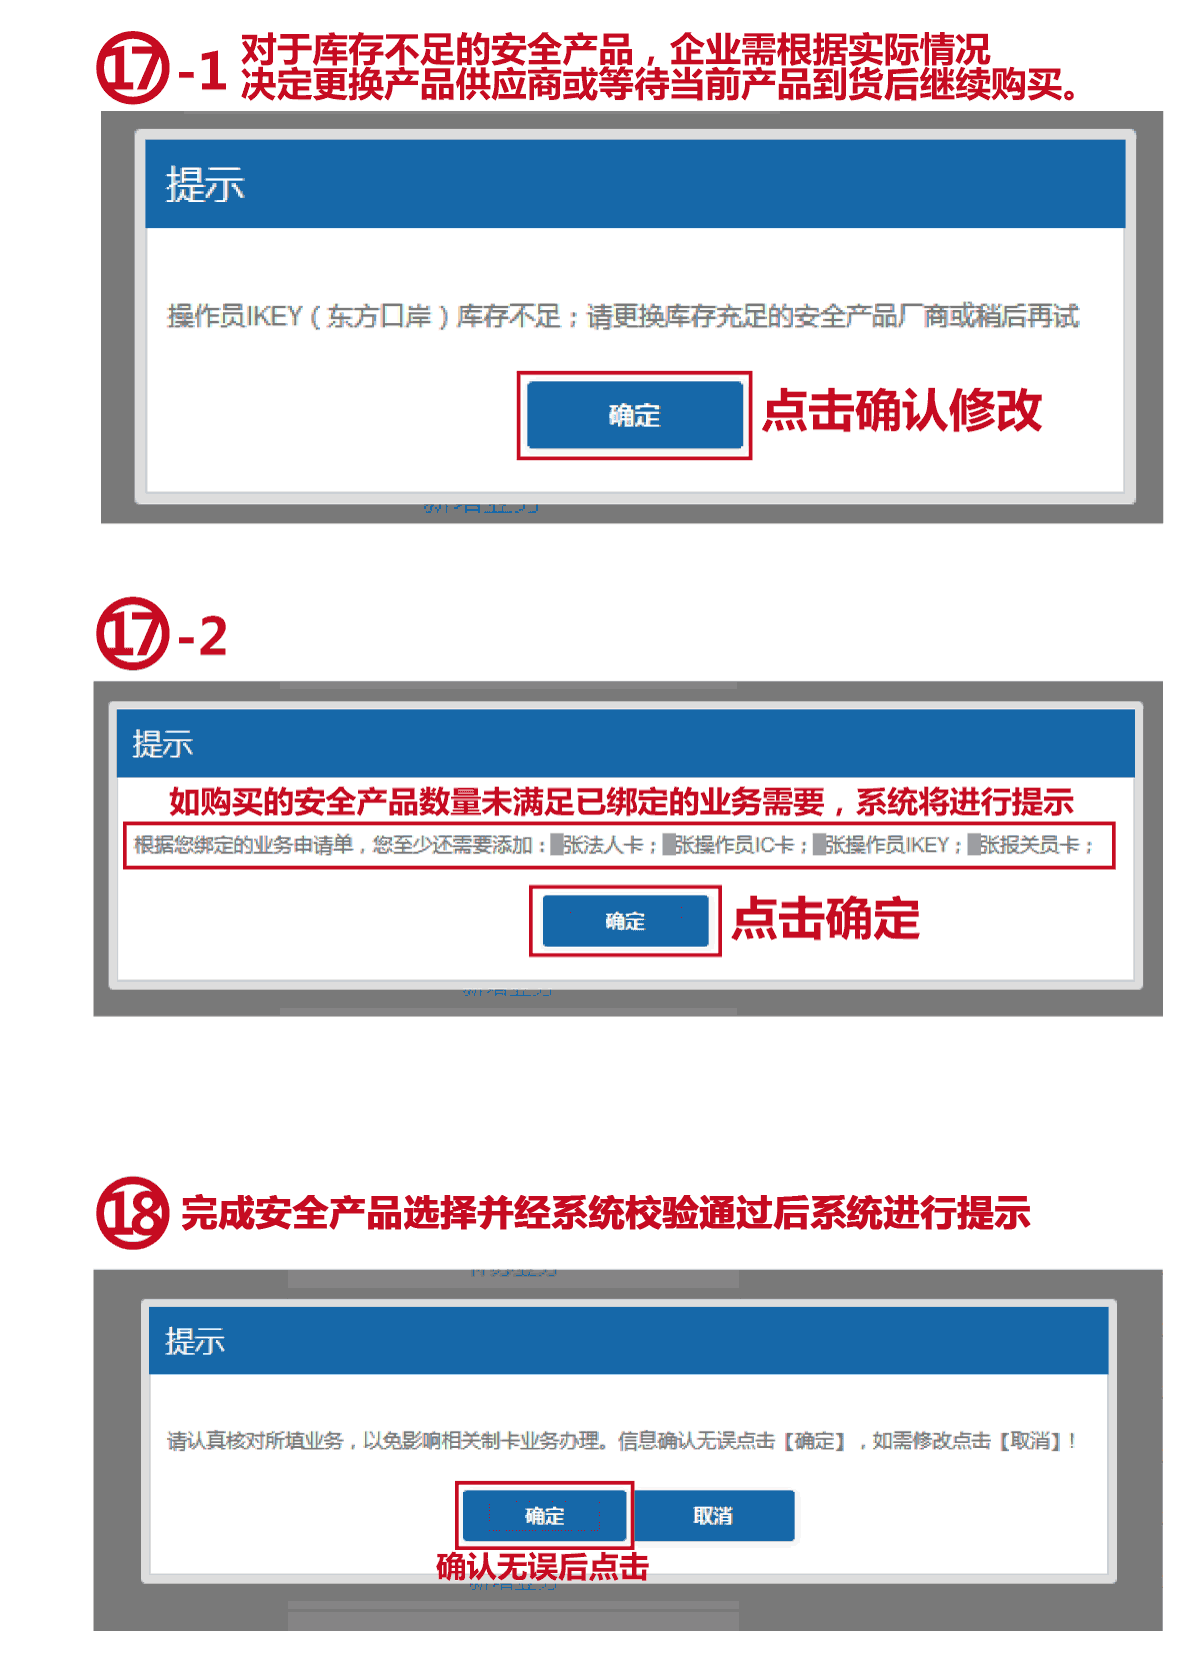 ⑰-1 对于库存不足的安全产品，企业需根据实际情况
决定更换产品供应商或等待当前产品到货后继续购买。
提示
操作员IKEY（东方口岸）库存不足；请更换库存充足的安全产品厂商或稍后再试
确定 点击确认修改
新增业务
⑰-2
提示
如购买的安全产品数量未满足已绑定的业务需要，系统将进行提示
根据您绑定的业务申请单，您至少还需要添加： 张法人卡； 张操作员IC卡； 张操作员IKEY； 张报关员卡；
确定 点击确定
新增业务
⑱ 完成安全产品选择并经系统校验通过后系统进行提示
提示
请认真核对所填业务，以免影响相关制卡业务办理。信息确认无误点击【确定】，如需修改点击【取消】！
确定 取消
确认无误后点击
新增业务